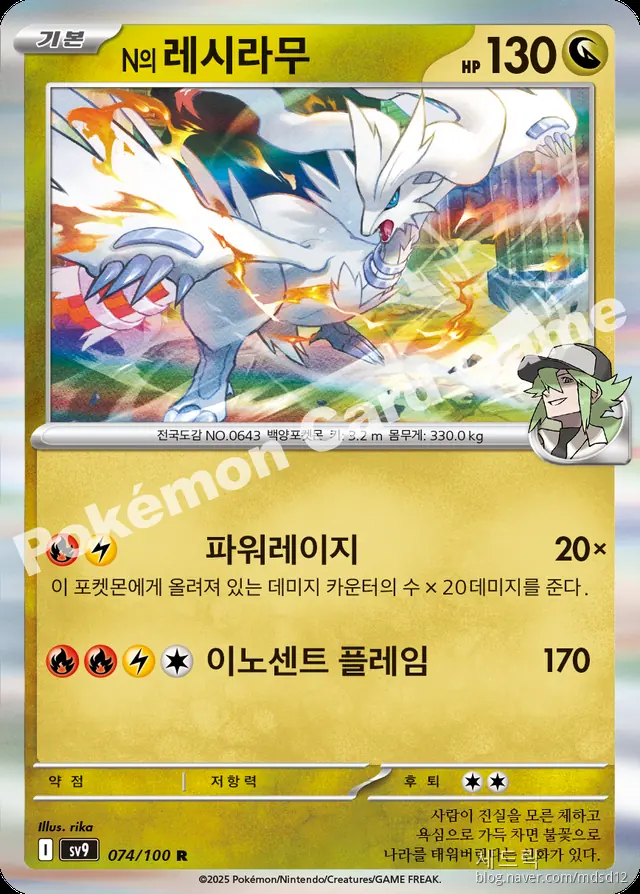 기본
N의 레시라무
HP 130
전국도감 NO.0643 백양포켓몬 키: 3.2 m 몸무게: 330.0 kg
Pokémon Card Game
파워레이지 20×
이 포켓몬에게 올려져 있는 데미지 카운터의 수 × 20데미지를 준다.
이노센트 플레임 170
약점 저항력 후퇴
Illus. rika
사람이 진실을 모른 체하고
욕심으로 가득 차면 불꽃으로
나라를 태워버린다는 신화가 있다.
I sv9 074/100 R
세드릭
blog.naver.com/mdsd12
©2025 Pokémon/Nintendo/Creatures/GAME FREAK.